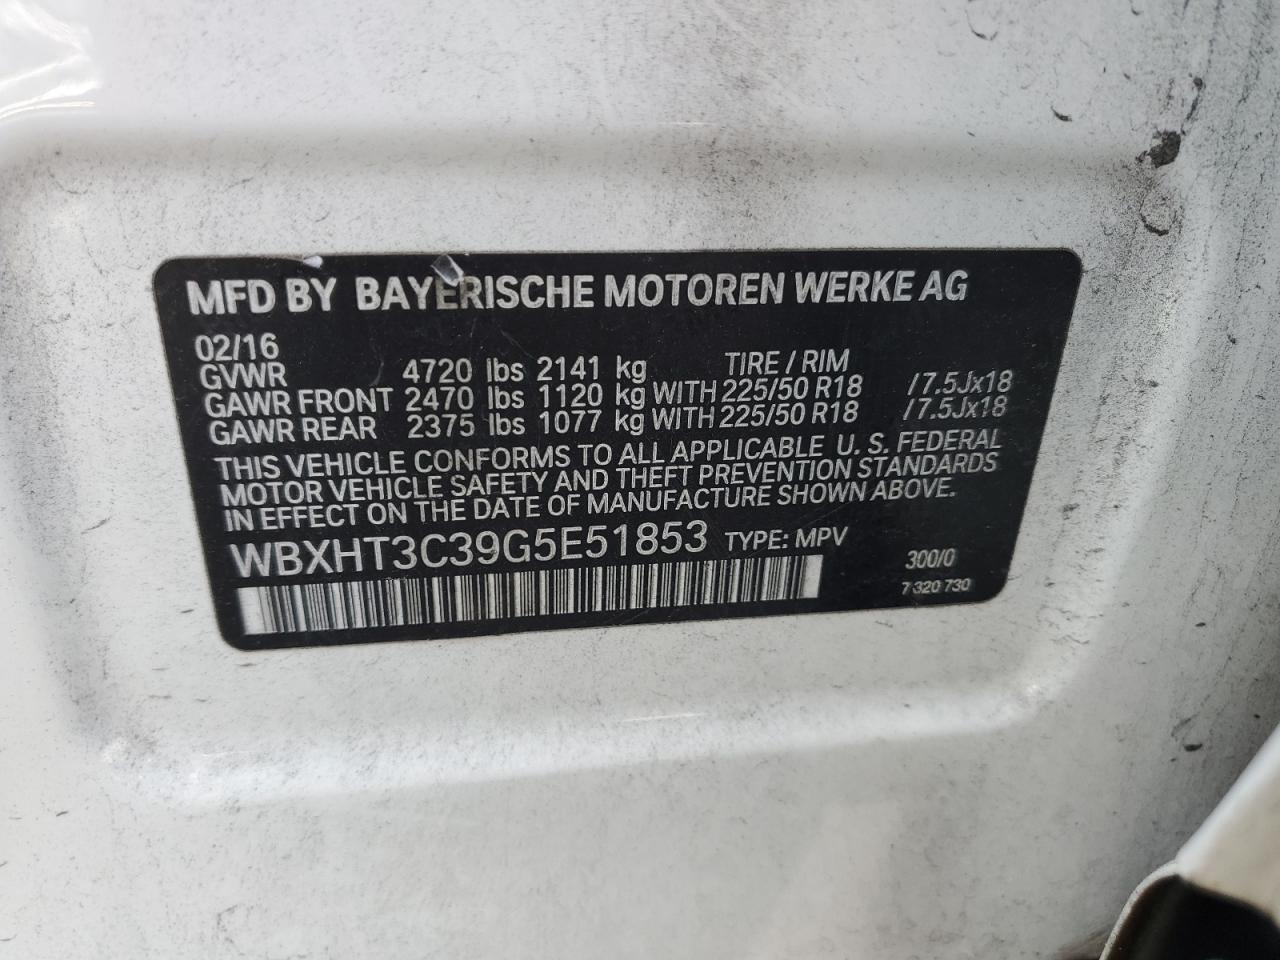 MFD BY BAYERISCHE MOTOREN WERKE AG
02/16 TIRE / RIM
GVWR 4720 lbs 2141 kg
GAWR FRONT 2470 lbs 1120 kg WITH 225/50 R18 / 7.5Jx18
GAWR REAR 2375 lbs 1077 kg WITH 225/50 R18 / 7.5Jx18
THIS VEHICLE CONFORMS TO ALL APPLICABLE U. S. FEDERAL
MOTOR VEHICLE SAFETY AND THEFT PREVENTION STANDARDS
IN EFFECT ON THE DATE OF MANUFACTURE SHOWN ABOVE.
WBXHT3C39G5E51853 TYPE: MPV
300/0
7 320 730